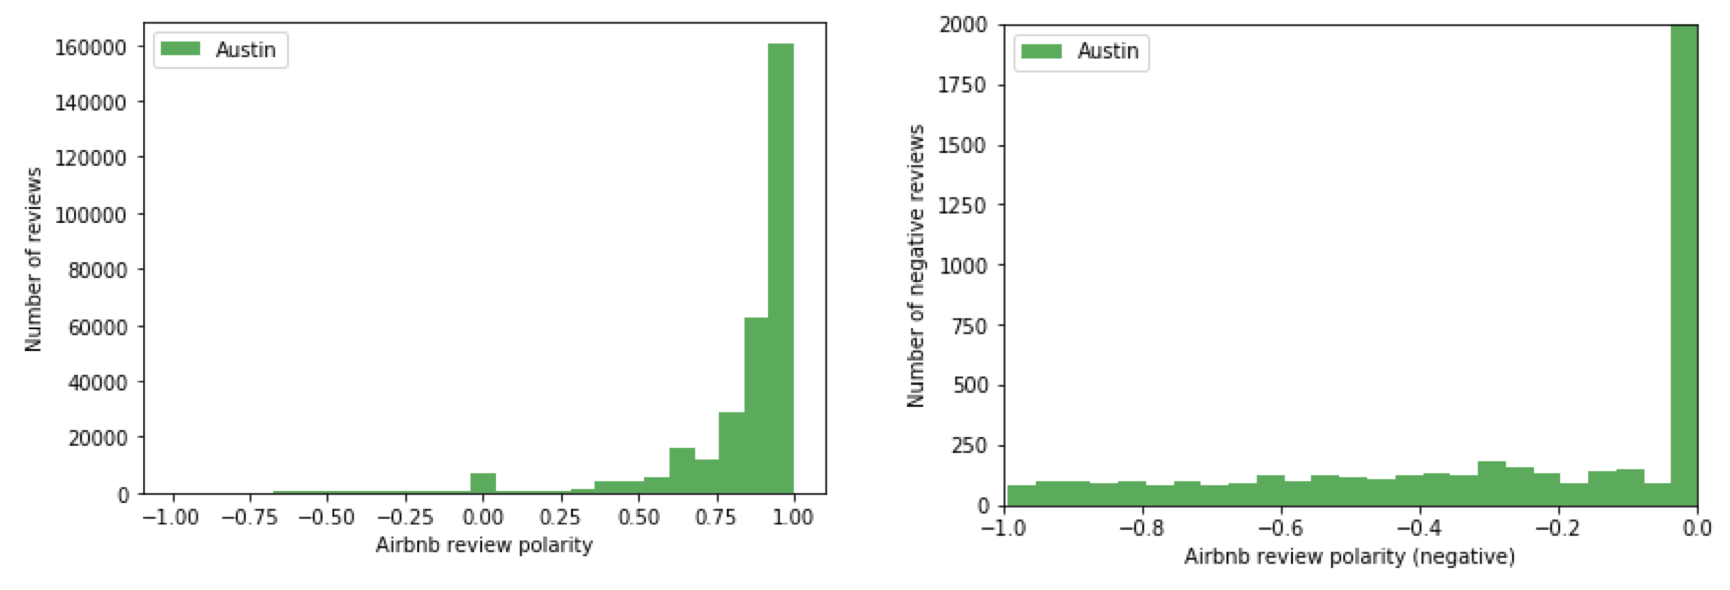 Austin
Number of reviews
160000
140000
120000
100000
80000
60000
40000
20000
0
−1.00 −0.75 −0.50 −0.25 0.00 0.25 0.50 0.75 1.00
Airbnb review polarity
Austin
Number of negative reviews
2000
1750
1500
1250
1000
750
500
250
0
−1.0 −0.8 −0.6 −0.4 −0.2 0.0
Airbnb review polarity (negative)